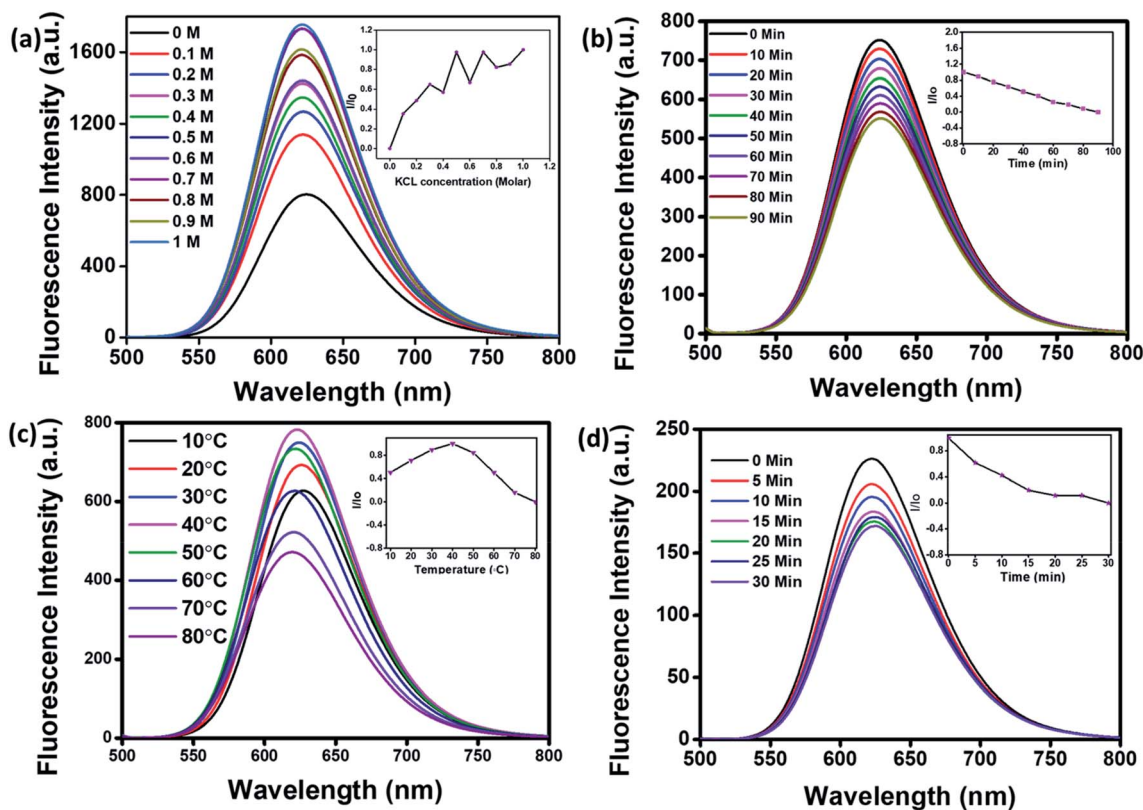 (a)
Fluorescence Intensity (a.u.)
1600
1200
800
400
0
0 M
0.1 M
0.2 M
0.3 M
0.4 M
0.5 M
0.6 M
0.7 M
0.8 M
0.9 M
1 M
I/I0
1.2
1.0
0.8
0.6
0.4
0.2
0.0
0.0 0.2 0.4 0.6 0.8 1.0 1.2
KCL concentration (Molar)
500 550 600 650 700 750 800
Wavelength (nm)
(b)
Fluorescence Intensity (a.u.)
800
700
600
500
400
300
200
100
0
0 Min
10 Min
20 Min
30 Min
40 Min
50 Min
60 Min
70 Min
80 Min
90 Min
I/Io
2.0
1.6
1.2
0.8
0.4
0.0
-0.4
-0.8
0 20 40 60 80 100
Time (min)
500 550 600 650 700 750 800
Wavelength (nm)
(c)
Fluorescence Intensity (a.u.)
800
600
400
200
0
10°C
20°C
30°C
40°C
50°C
60°C
70°C
80°C
I/Io
0.8
0.4
0.0
-0.4
-0.8
10 20 30 40 50 60 70 80
Temperature (◦C)
500 550 600 650 700 750 800
Wavelength (nm)
(d)
Fluorescence Intensity (a.u.)
250
200
150
100
50
0
0 Min
5 Min
10 Min
15 Min
20 Min
25 Min
30 Min
I/Io
0.8
0.4
0.0
-0.4
-0.8
0 5 10 15 20 25 30
Time (min)
500 550 600 650 700 750 800
Wavelength (nm)